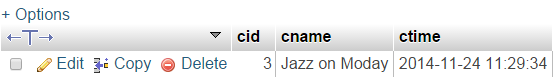 + Options
cid cname ctime
Edit Copy Delete 3 Jazz on Moday 2014-11-24 11:29:34